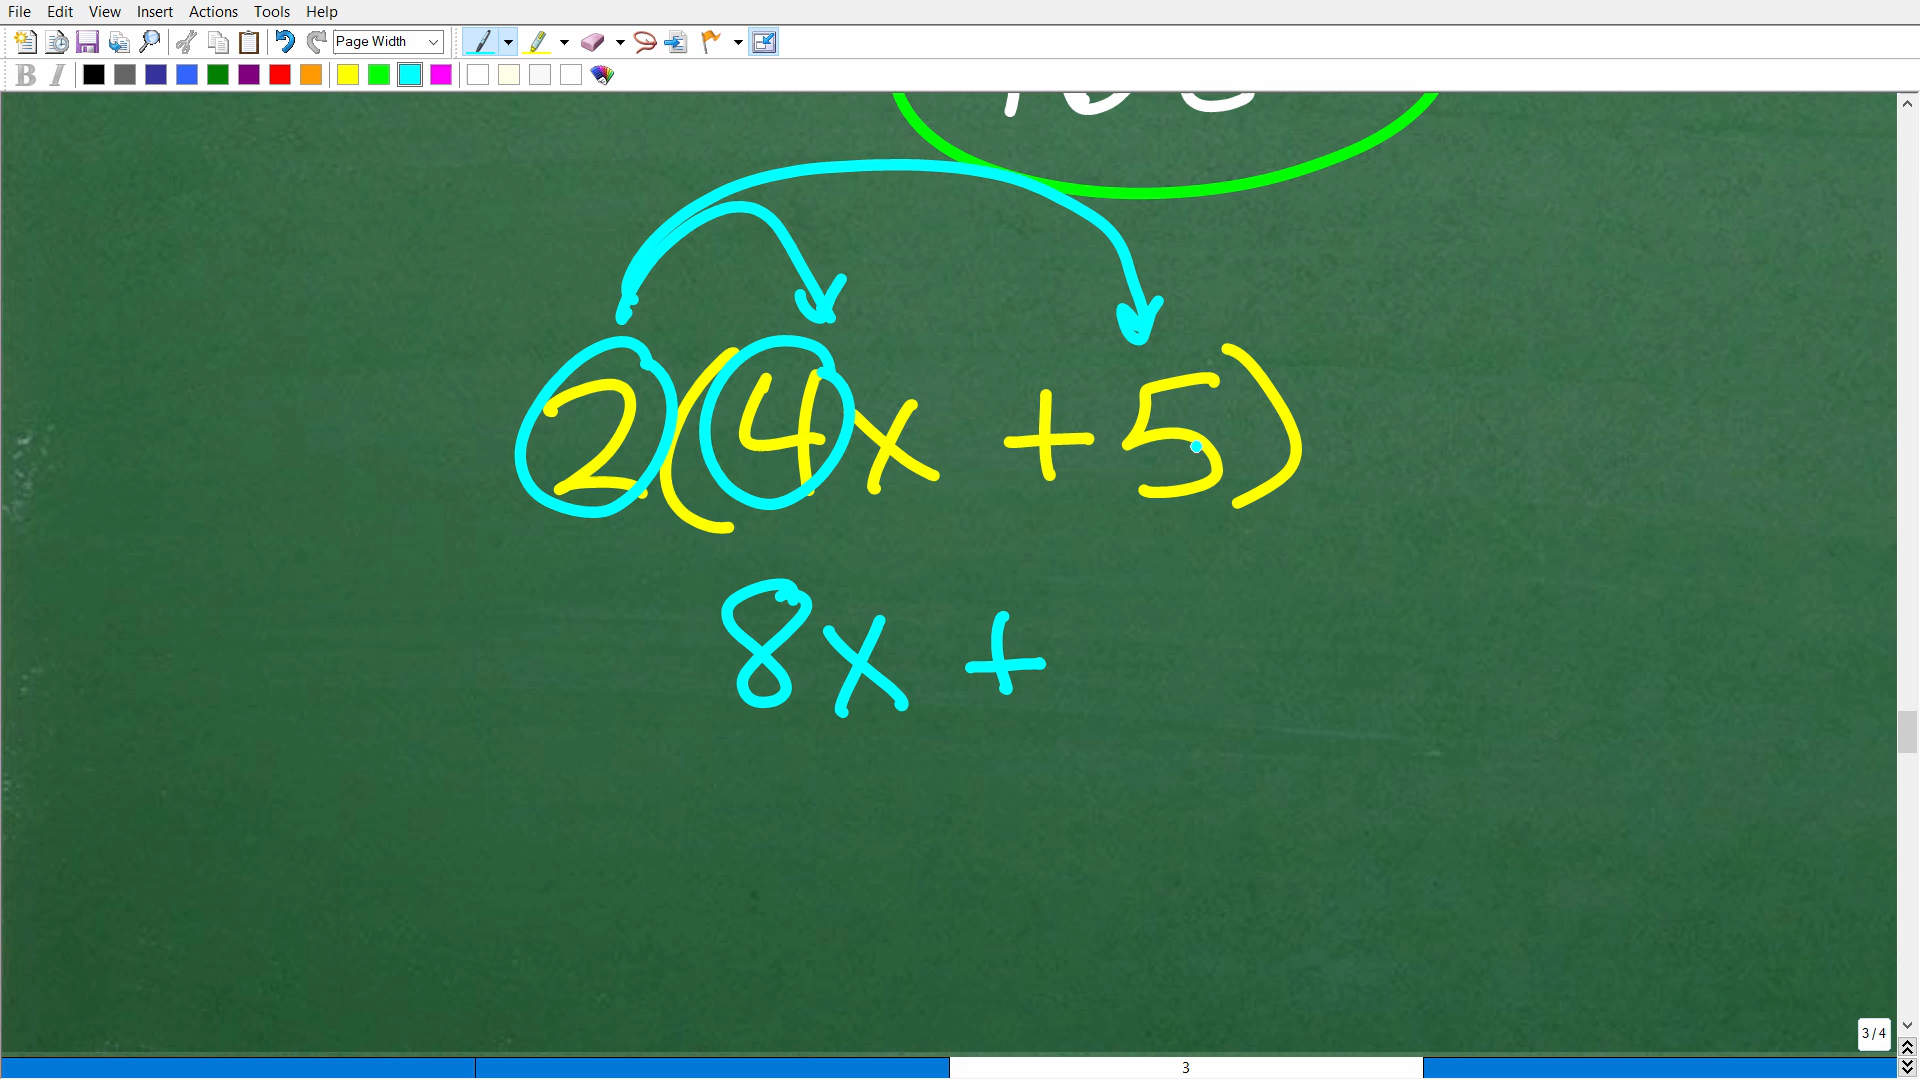 File Edit View Insert Actions Tools Help
Page Width
B I
2(4x + 5)
8x +
3/4
3